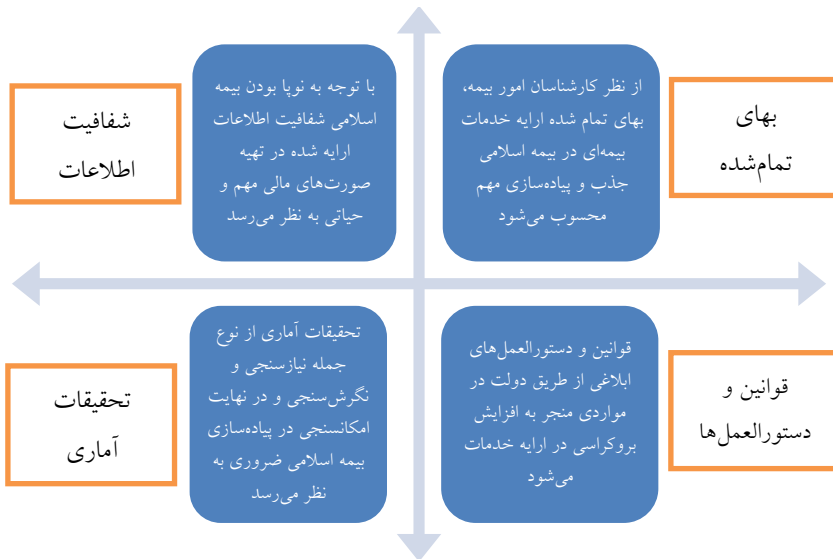 بهای
تمام‌شده
از نظر کارشناسان امور بیمه،
بهای تمام شده ارایه خدمات
بیمه‌ای در بیمه اسلامی
جذب و پیاده‌سازی مهم
محسوب می‌شود
با توجه به نوپا بودن بیمه
اسلامی شفافیت اطلاعات
ارایه شده در تهیه
صورت‌های مالی مهم و
حیاتی به نظر می‌رسد
شفافیت
اطلاعات
قوانین و
دستورالعمل‌ها
قوانین و دستورالعمل‌های
ابلاغی از طریق دولت در
مواردی منجر به افزایش
بروکراسی در ارایه خدمات
می‌شود
تحقیقات آماری از نوع
جمله نیازسنجی و
نگرش‌سنجی و در نهایت
امکانسنجی در پیاده‌سازی
بیمه اسلامی ضروری به
نظر می‌رسد
تحقیقات
آماری